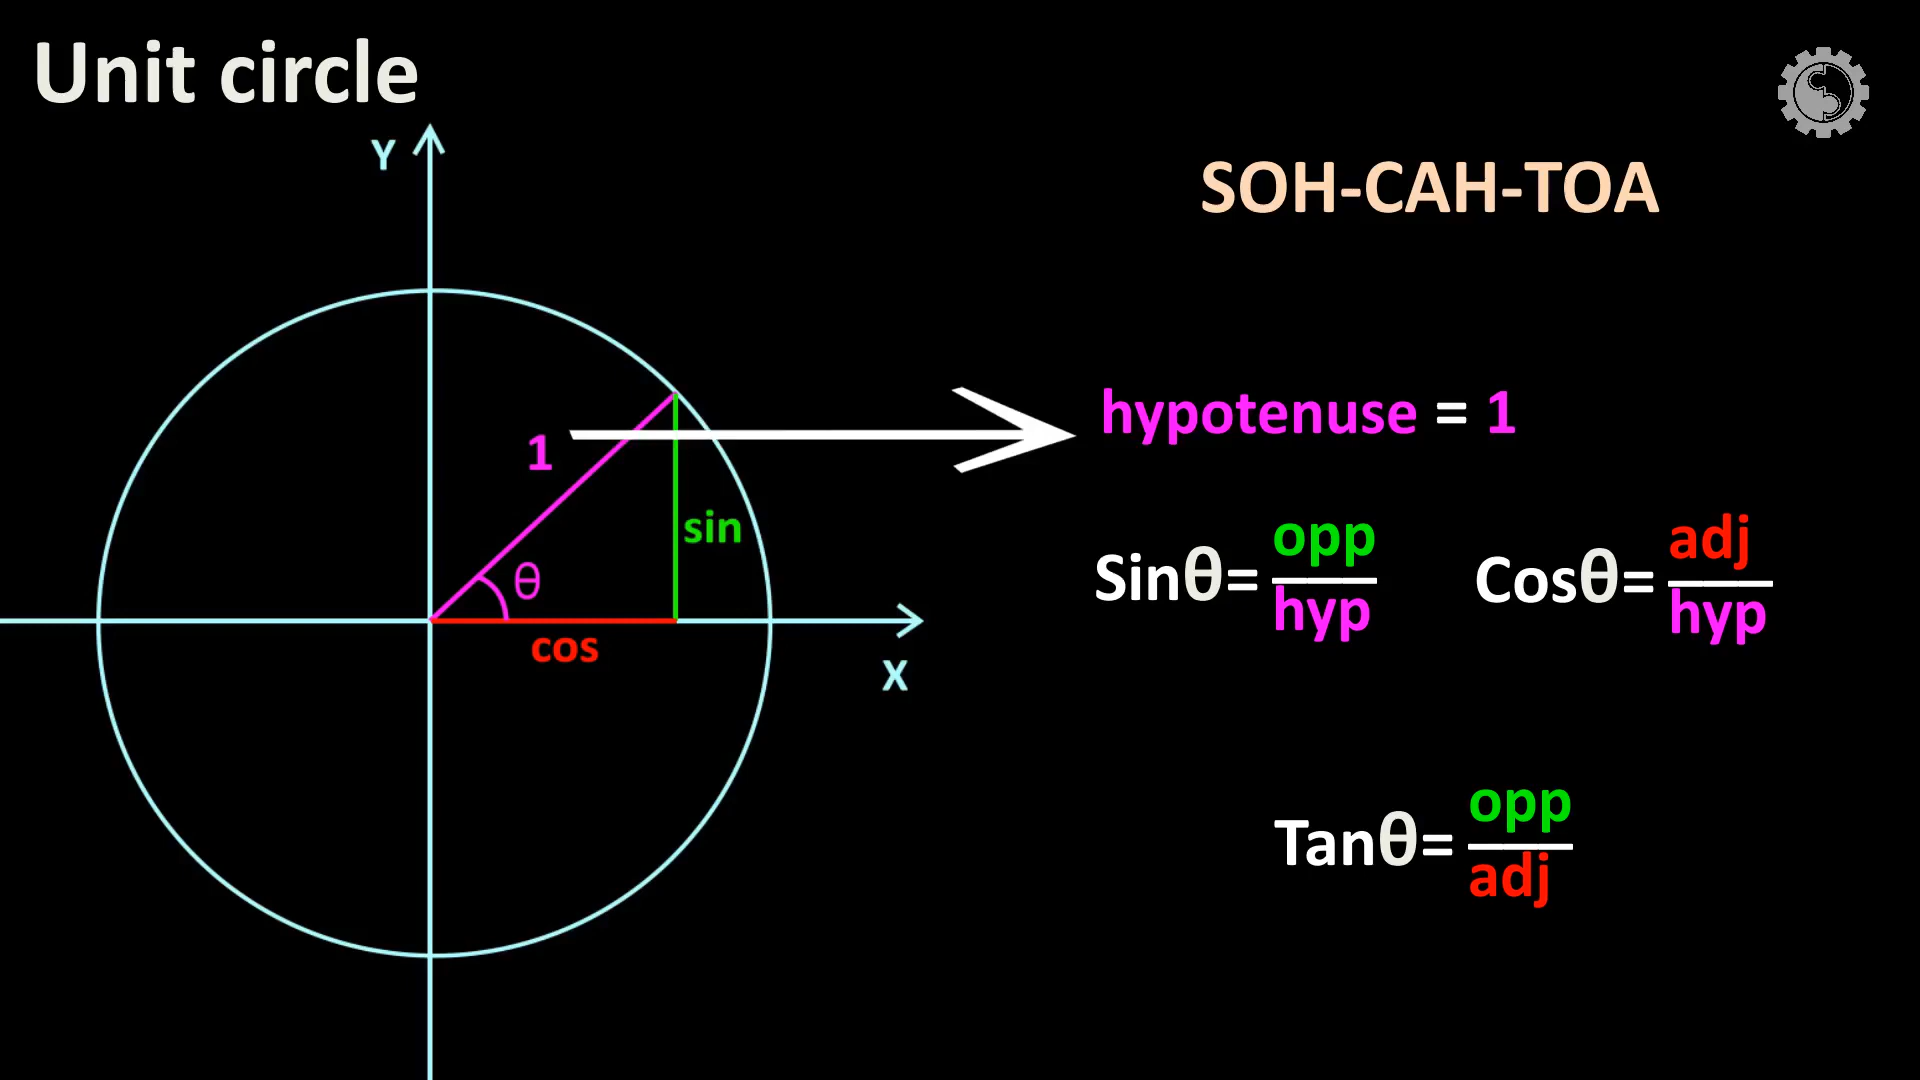 Unit circle
Y
SOH-CAH-TOA
hypotenuse = 1
1
sin
θ
cos
X
Sinθ= opp
hyp
Cosθ= adj
hyp
Tanθ= opp
adj